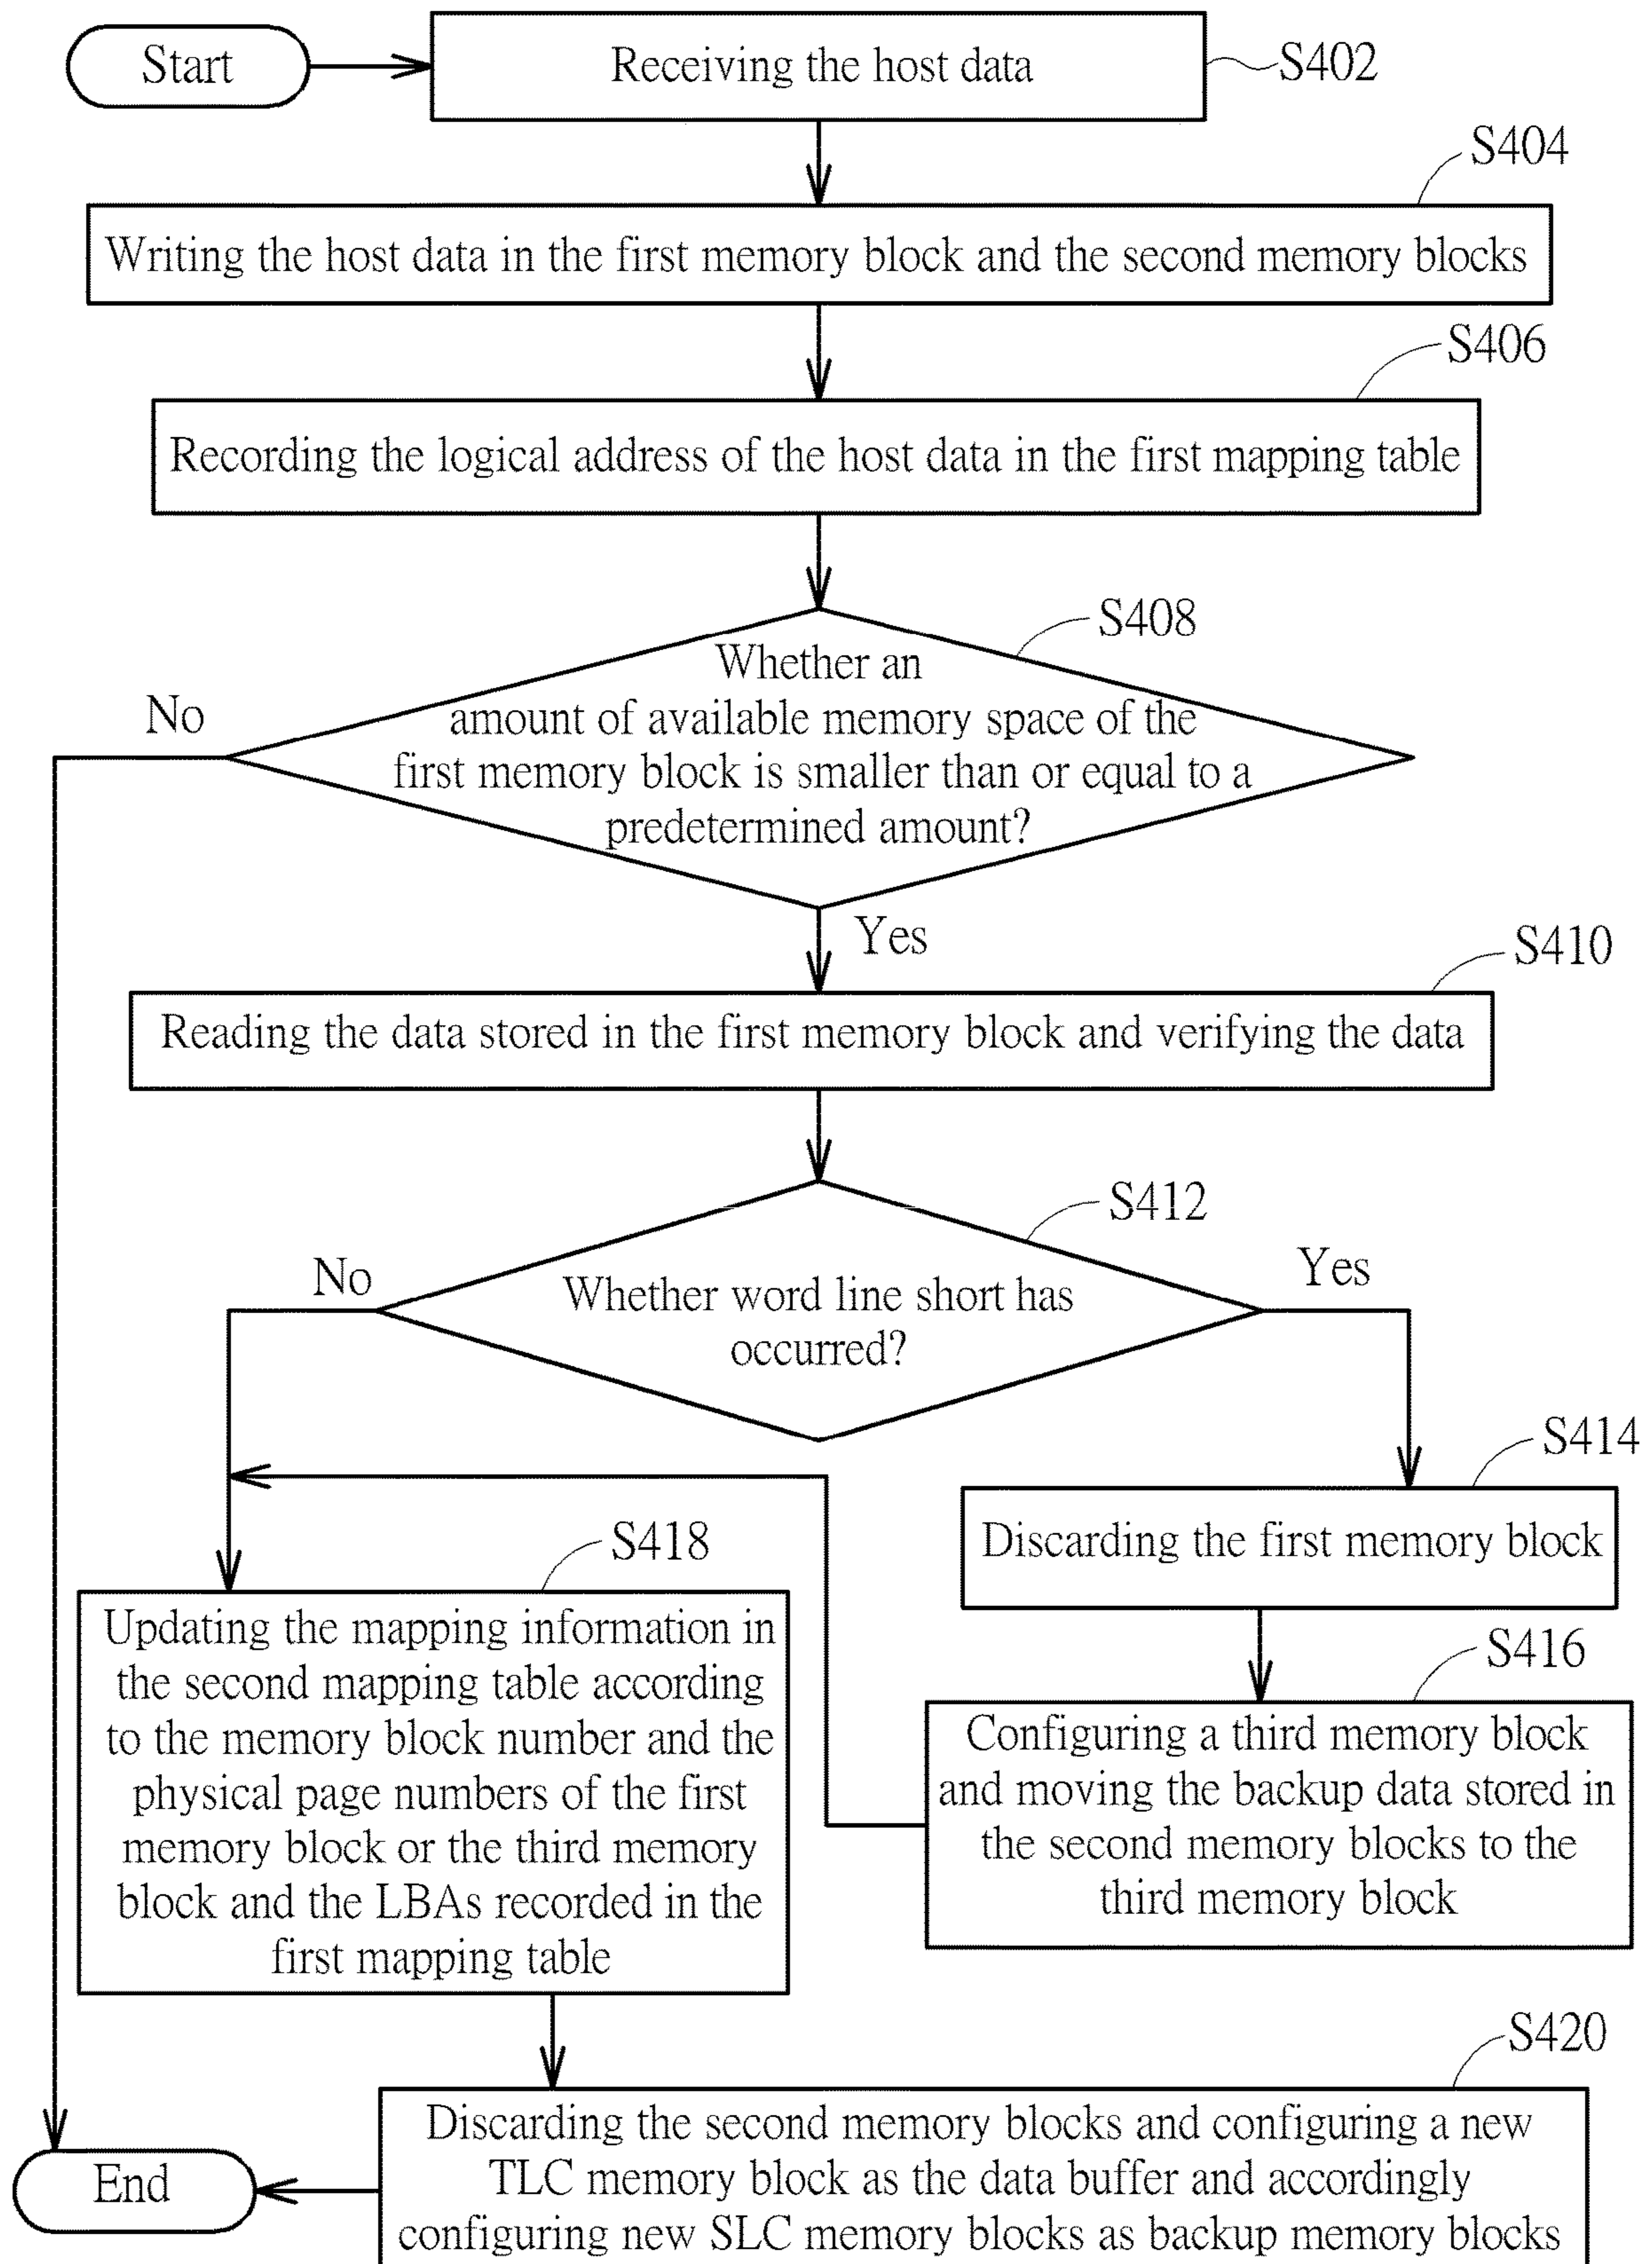 Start
Receiving the host data
S402
S404
Writing the host data in the first memory block and the second memory blocks
S406
Recording the logical address of the host data in the first mapping table
S408
Whether an
amount of available memory space of the
first memory block is smaller than or equal to a
predetermined amount?
No
Yes
S410
Reading the data stored in the first memory block and verifying the data
S412
Whether word line short has
occurred?
No
Yes
S414
Discarding the first memory block
S416
Configuring a third memory block
and moving the backup data stored in
the second memory blocks to the
third memory block
S418
Updating the mapping information in
the second mapping table according
to the memory block number and the
physical page numbers of the first
memory block or the third memory
block and the LBAs recorded in the
first mapping table
S420
Discarding the second memory blocks and configuring a new
TLC memory block as the data buffer and accordingly
configuring new SLC memory blocks as backup memory blocks
End